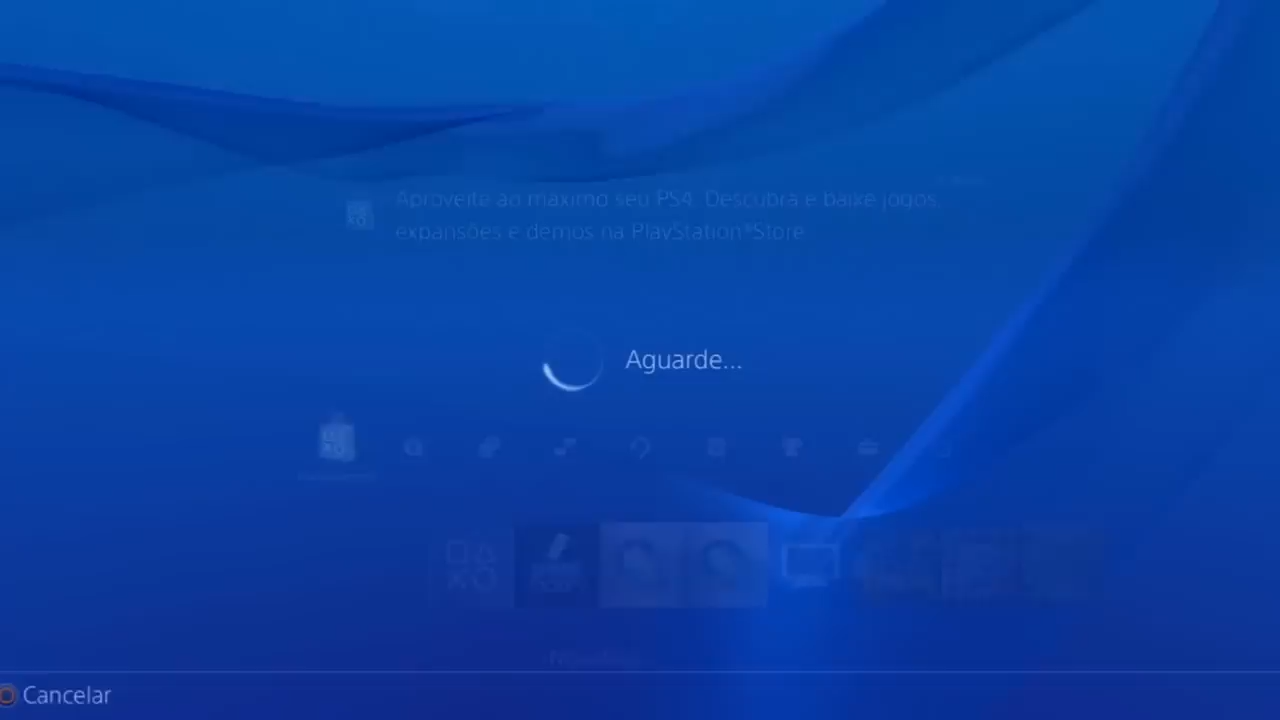 Aproveite ao máximo seu PS4. Descubra e baixe jogos,
expansões e demos na PlayStation®Store.
Aguarde...
Cancelar